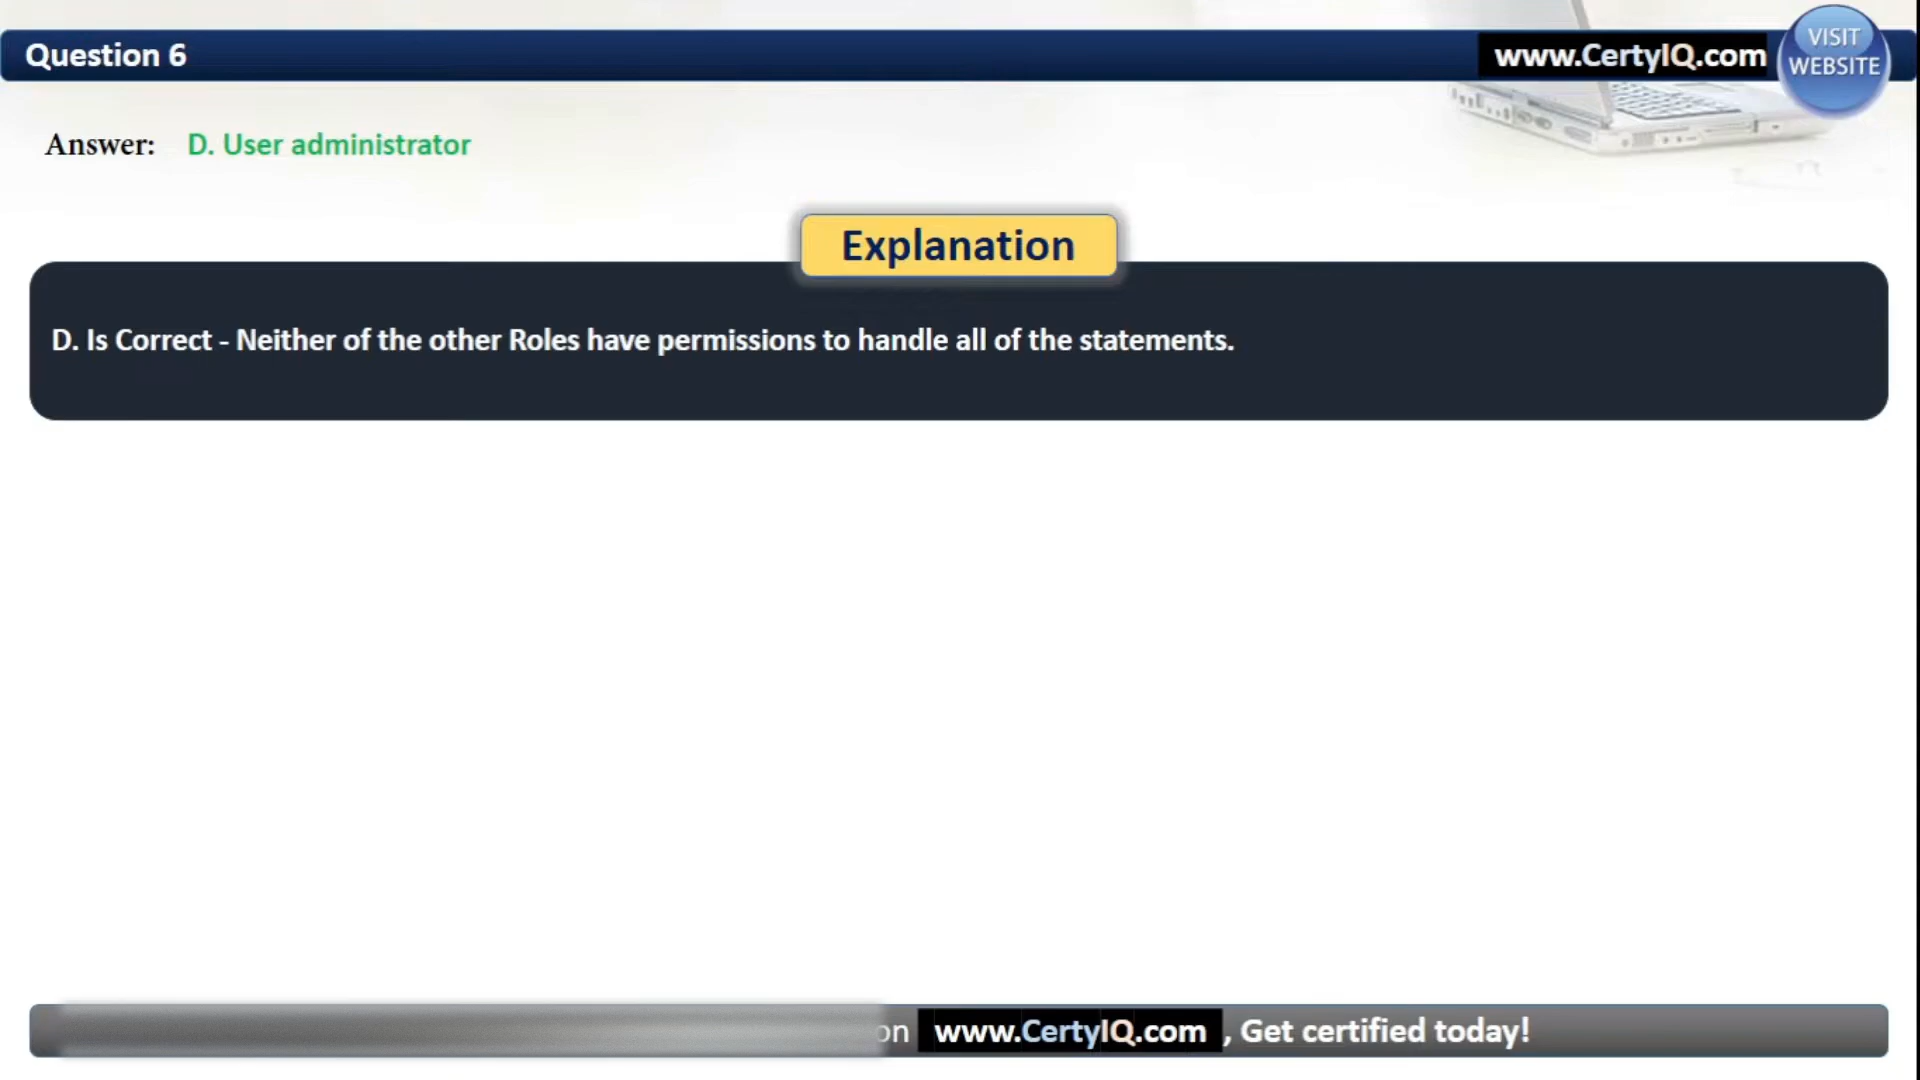 Question 6
www.CertyIQ.com
VISIT
WEBSITE
Answer: D. User administrator
Explanation
D. Is Correct - Neither of the other Roles have permissions to handle all of the statements.
on www.CertyIQ.com , Get certified today!